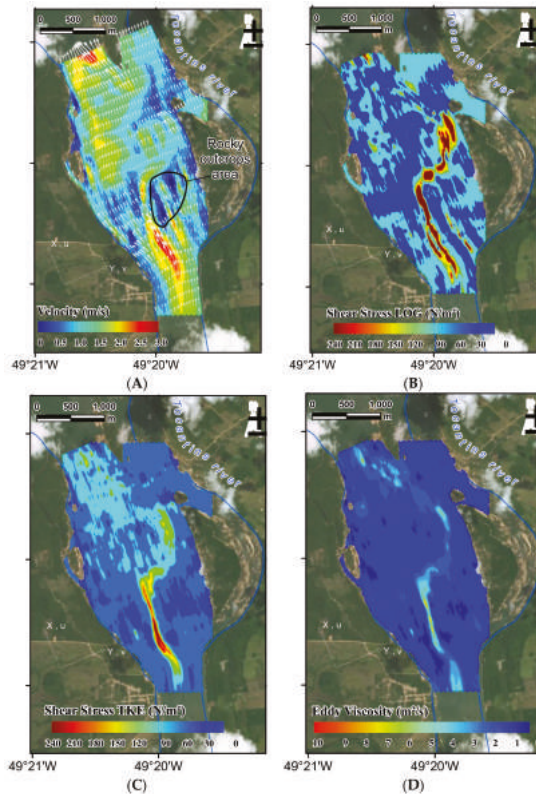 0 500 1,000
m
river
Rocky
outcrops
area
Velocity (m/s)
0 0.5 1.0 1.5 2.0 2.5 3.0
49°21'W 49°20'W
(A)
0 500 1,000
m
river
Shear Stress LOG (N/m²)
240 210 180 150 120 90 60 30 0
49°21'W 49°20'W
(B)
0 500 1,000
m
river
Shear Stress TKE (N/m²)
240 210 180 150 120 90 60 30 0
49°21'W 49°20'W
(C)
0 500 1,000
m
river
Eddy Viscosity (m²/s)
10 9 8 7 6 5 4 3 2 1
49°21'W 49°20'W
(D)